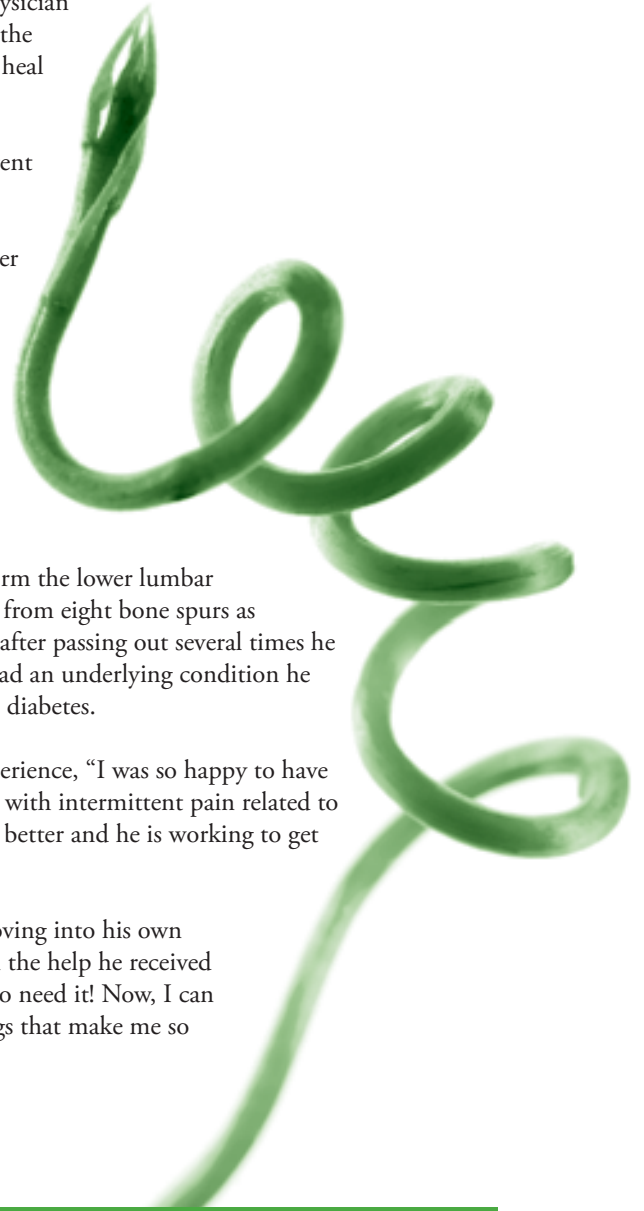 ysician
the
heal
ent
er
rm the lower lumbar
from eight bone spurs as
after passing out several times he
ad an underlying condition he
diabetes.
erience, “I was so happy to have
with intermittent pain related to
better and he is working to get
oving into his own
the help he received
o need it! Now, I can
gs that make me so